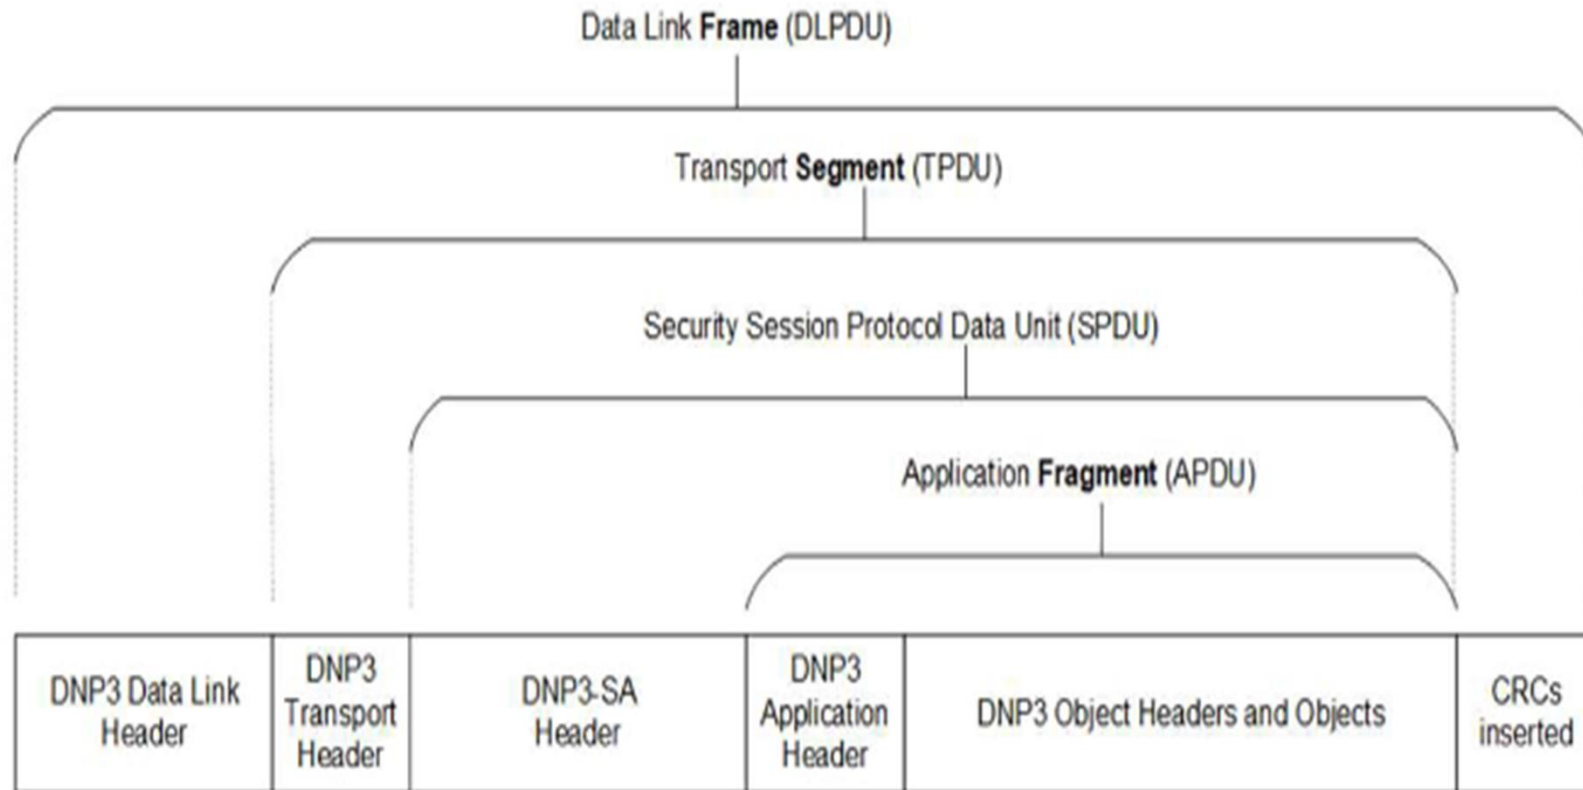 Data Link Frame (DLPDU)
Transport Segment (TPDU)
Security Session Protocol Data Unit (SPDU)
Application Fragment (APDU)
DNP3 Data Link
Header
DNP3
Transport
Header
DNP3-SA
Header
DNP3
Application
Header
DNP3 Object Headers and Objects
CRCs
inserted